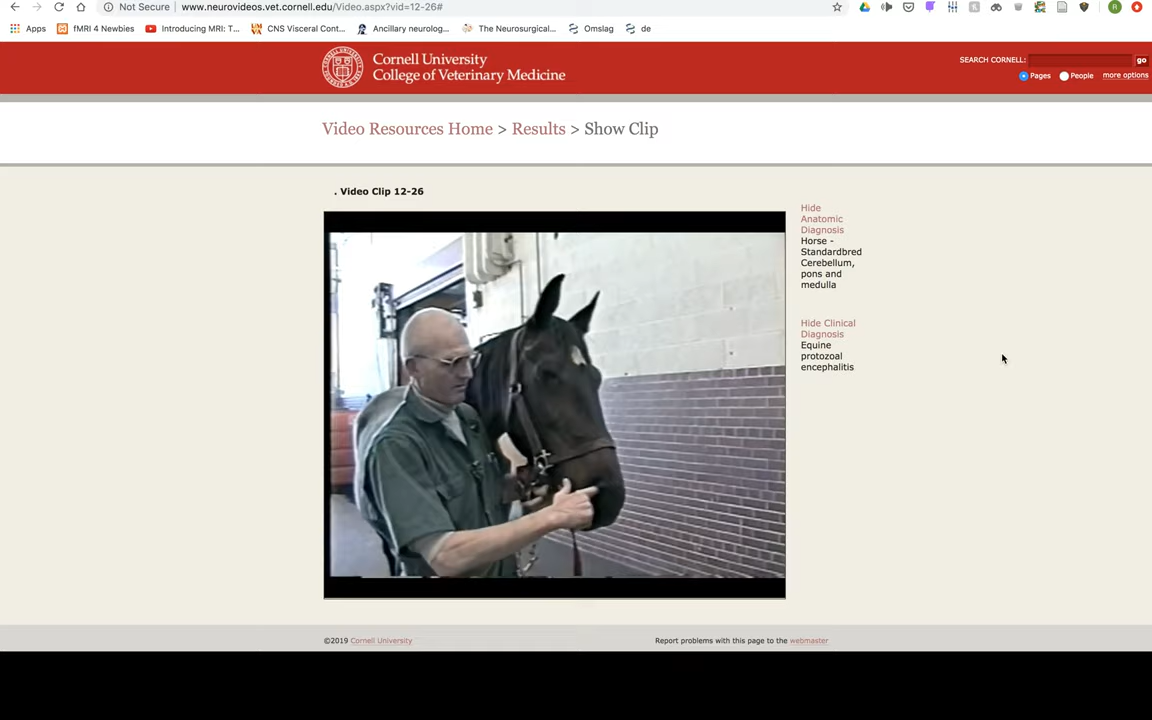 Not Secure | www.neurovideos.vet.cornell.edu/Video.aspx?vid=12-26#
R
Apps fMRI 4 Newbies Introducing MRI: T... CNS Visceral Cont... Ancillary neurolog... The Neurosurgical... Omslag de
Cornell University
College of Veterinary Medicine
SEARCH CORNELL: go
Pages People more options
Video Resources Home > Results > Show Clip
. Video Clip 12-26
Hide
Anatomic
Diagnosis
Horse -
Standardbred
Cerebellum,
pons and
medulla
Hide Clinical
Diagnosis
Equine
protozoal
encephalitis
©2019 Cornell University
Report problems with this page to the webmaster